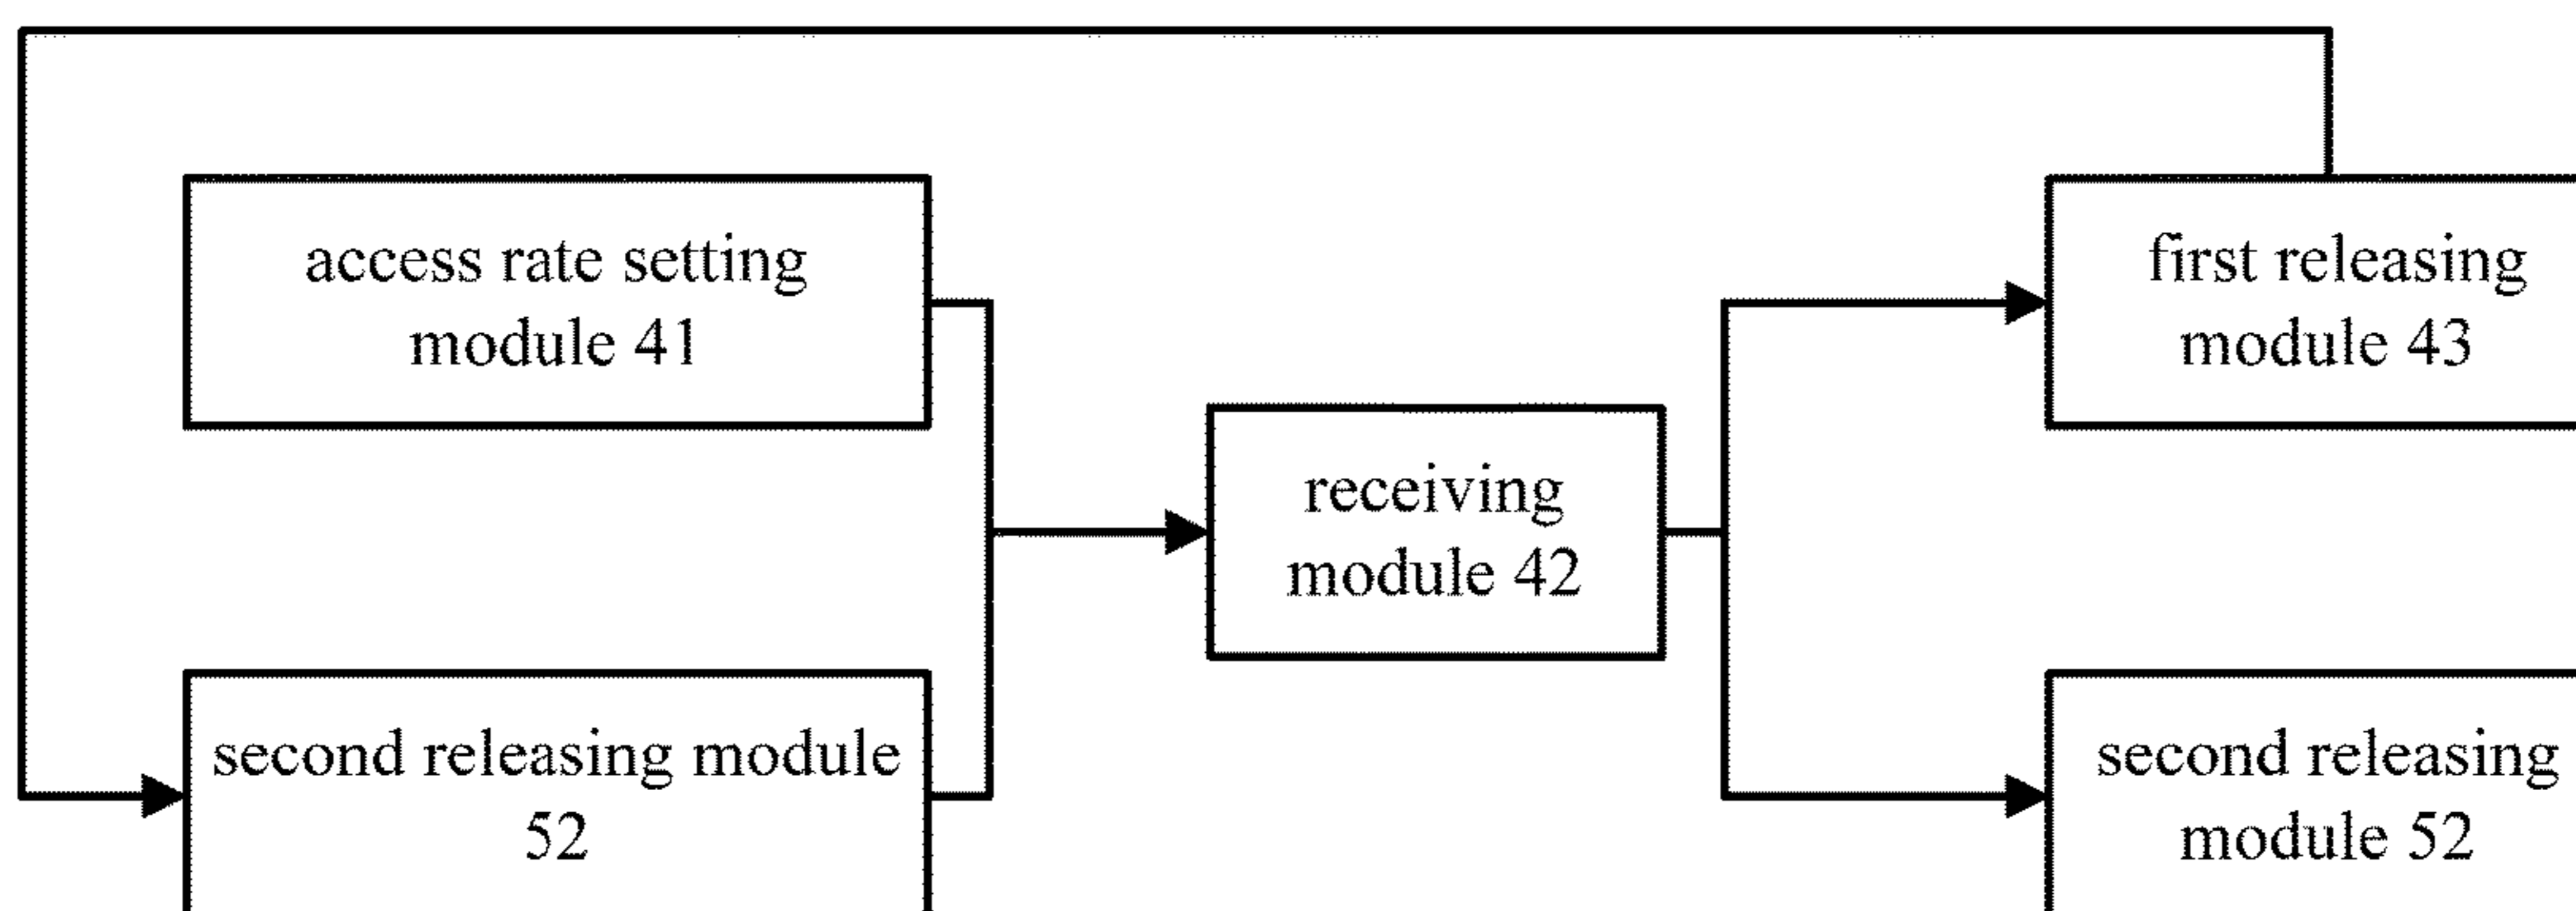 access rate setting
module 41
first releasing
module 43
receiving
module 42
second releasing module
52
second releasing
module 52